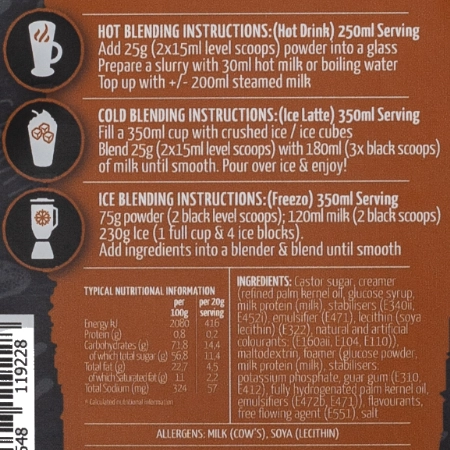 HOT BLENDING INSTRUCTIONS: (Hot Drink) 250ml Serving
Add 25g (2x15ml level scoops) powder into a glass
Prepare a slurry with 30ml hot milk or boiling water
Top up with +/- 200ml steamed milk
COLD BLENDING INSTRUCTIONS: (Ice Latte) 350ml Serving
Fill a 350ml cup with crushed ice / ice cubes
Blend 25g (2x15ml level scoops) with 180ml (3x black scoops)
of milk until smooth. Pour over ice & enjoy!
ICE BLENDING INSTRUCTIONS: (Freezo) 350ml Serving
75g powder (2 black level scoops); 120ml milk (2 black scoops)
230g Ice (1 full cup & 4 ice blocks).
Add ingredients into a blender & blend until smooth
TYPICAL NUTRITIONAL INFORMATION
per 100g per 20g serving
Energy kJ 2080 416
Protein (g) 0.8 0.2
Carbohydrates (g) 71.8 14.4
of which total sugar (g) 56.8 11.4
Total fat (g) 22.7 4.5
of which Saturated fat (g) 11 2.2
Total Sodium (mg) 324 57
* Calculated nutritional information
INGREDIENTS: Castor sugar, creamer
(refined palm kernel oil, glucose syrup,
milk protein (milk), stabilisers (E340ii,
E452i), emulsifier (E471), lecithin (soya
lecithin) (E322), natural and artificial
colourants: (E160aii, E104, E110)),
maltodextrin, foamer (glucose powder,
milk protein (milk), stabilisers:
potassium phosphate, guar gum (E310,
E412), fully hydrogenated palm kernel oil,
emulsifiers (E472b, E471)), flavourants,
free flowing agent (E551), salt
ALLERGENS: MILK (COW'S), SOYA (LECITHIN)
548 119228